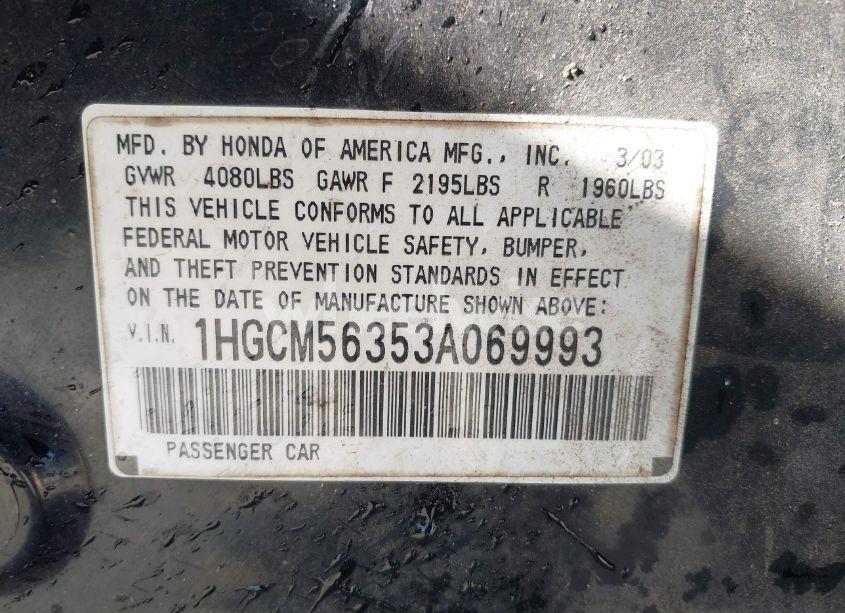 MFD. BY HONDA OF AMERICA MFG., INC. 3/03
GVWR 4080LBS GAWR F 2195LBS R 1960LBS
THIS VEHICLE CONFORMS TO ALL APPLICABLE
FEDERAL MOTOR VEHICLE SAFETY, BUMPER,
AND THEFT PREVENTION STANDARDS IN EFFECT
ON THE DATE OF MANUFACTURE SHOWN ABOVE:
V.I.N. 1HGCM56353A069993
PASSENGER CAR